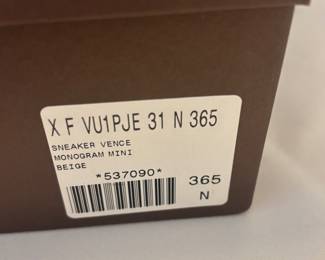 X F VU1PJE 31 N 365
SNEAKER VENCE
MONOGRAM MINI
BEIGE
*537090*
365
N